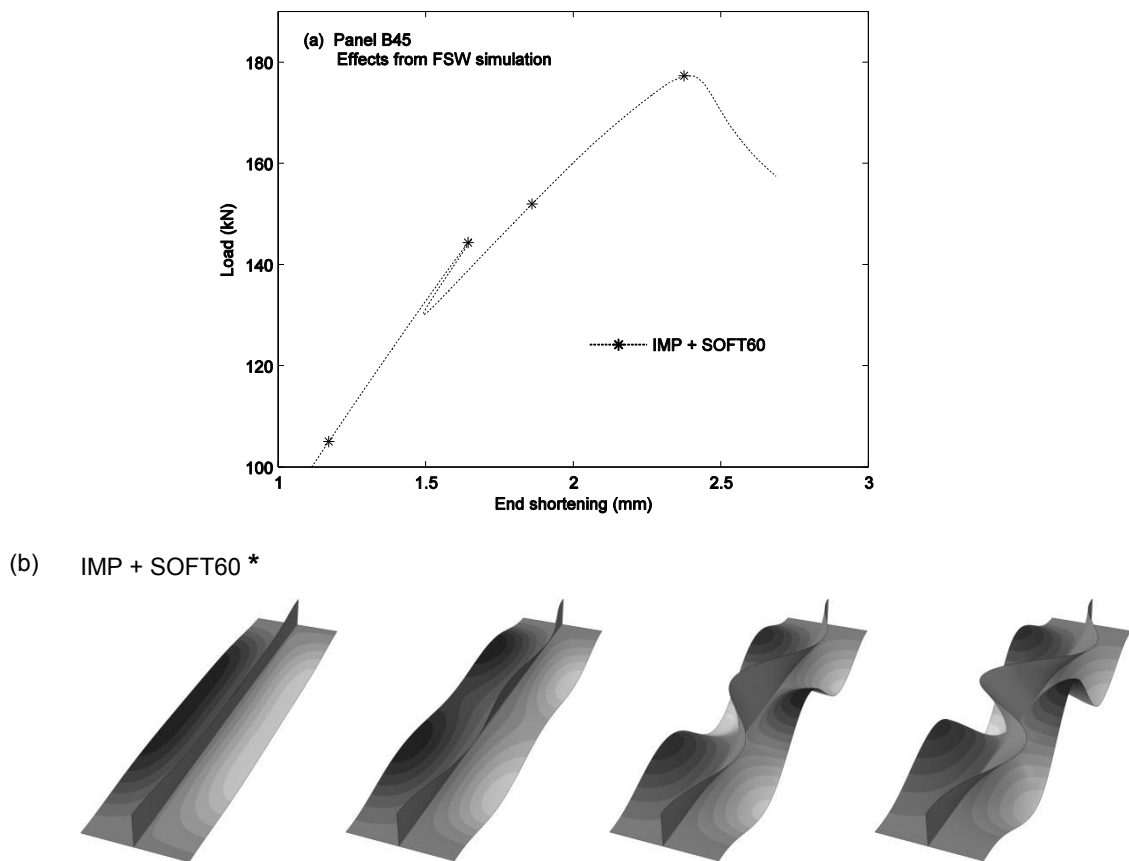 (a) Panel B45
Effects from FSW simulation
180
160
140
120
100
Load (kN)
IMP + SOFT60
1
1.5
2
2.5
3
End shortening (mm)
(b) IMP + SOFT60 *